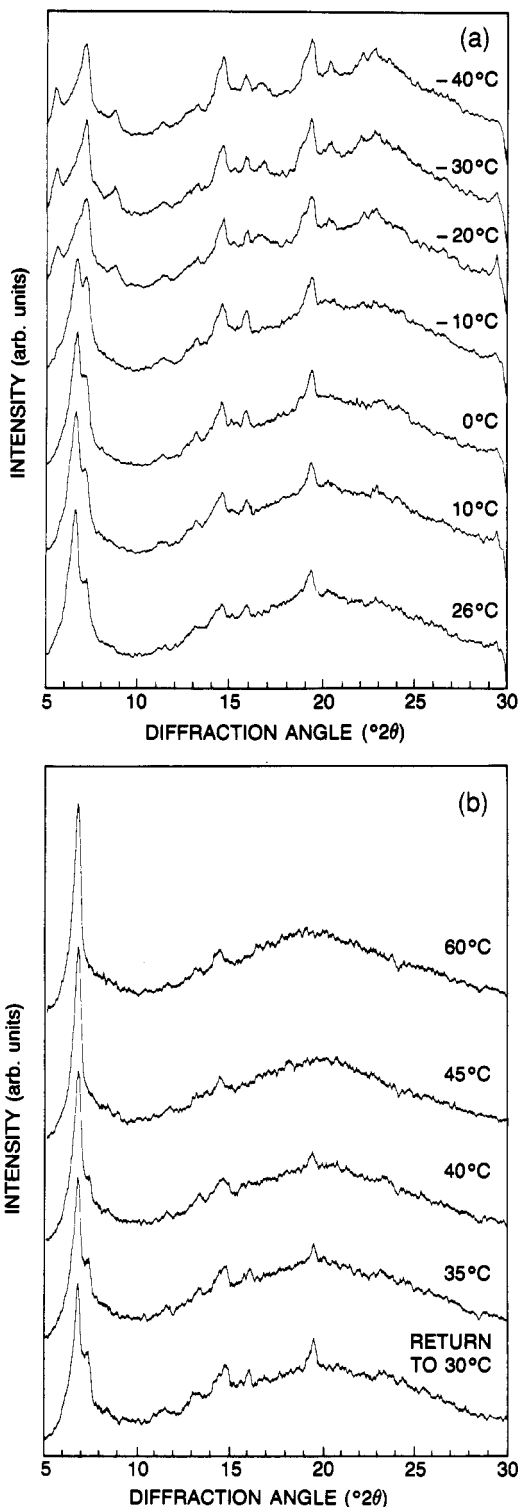 (a)
−40°C
−30°C
−20°C
−10°C
0°C
10°C
26°C
INTENSITY (arb. units)
5 10 15 20 25 30
DIFFRACTION ANGLE (°2θ)
(b)
60°C
45°C
40°C
35°C
RETURN
TO 30°C
INTENSITY (arb. units)
5 10 15 20 25 30
DIFFRACTION ANGLE (°2θ)